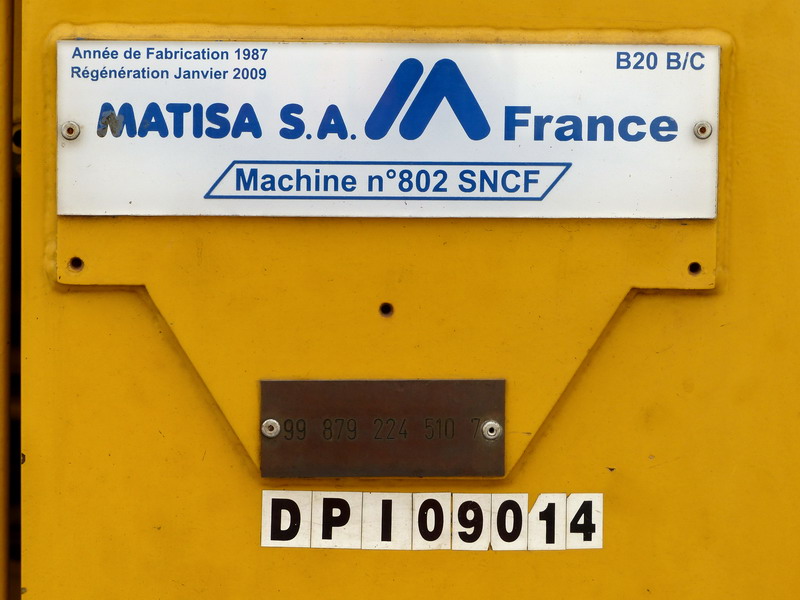 Année de Fabrication 1987
Régénération Janvier 2009
B20 B/C
MATISA S.A. France
Machine n°802 SNCF
99 879 224 510 7
DPI09014